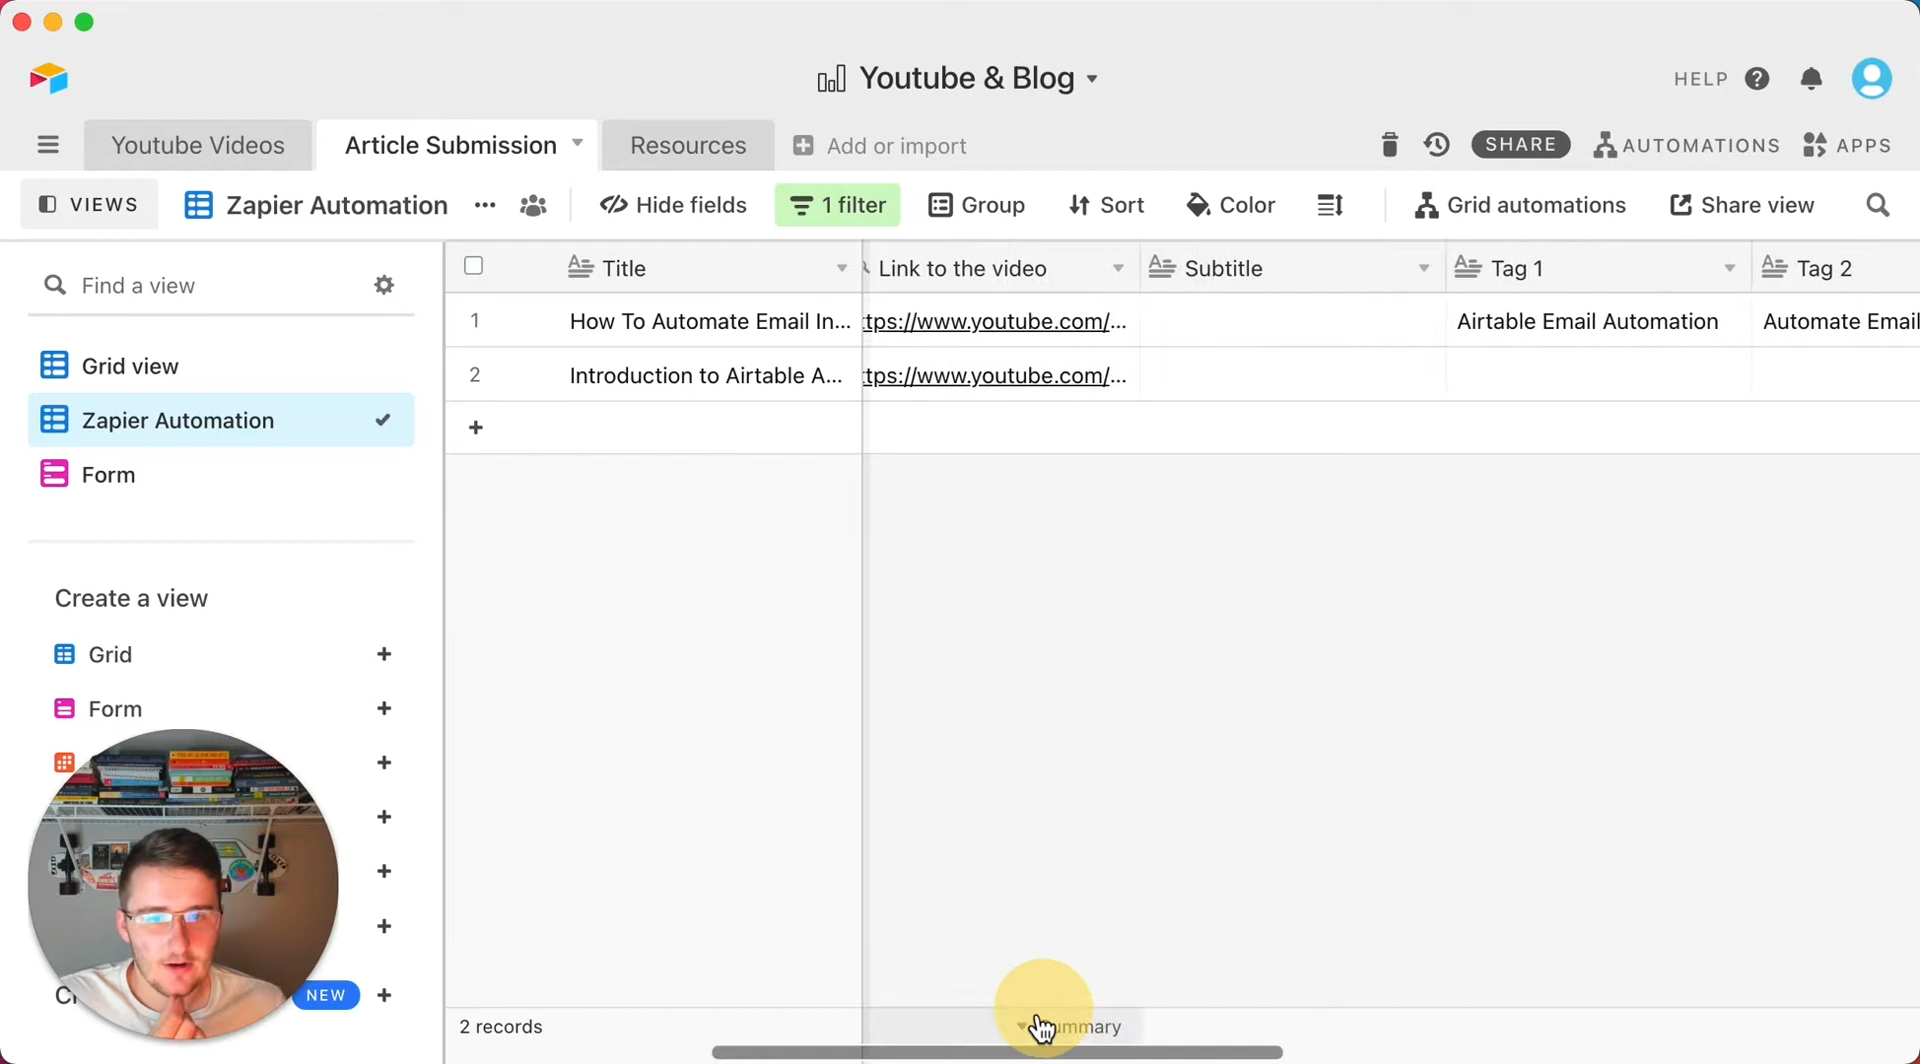 Youtube & Blog
HELP
Youtube Videos
Article Submission
Resources
Add or import
SHARE
AUTOMATIONS
APPS
VIEWS
Zapier Automation
Hide fields
1 filter
Group
Sort
Color
Grid automations
Share view
Find a view
Title
Link to the video
Subtitle
Tag 1
Tag 2
1
How To Automate Email In...
ttps://www.youtube.com/...
Airtable Email Automation
Automate Email
2
Introduction to Airtable A...
ttps://www.youtube.com/...
Grid view
Zapier Automation
Form
Create a view
Grid
Form
NEW
2 records